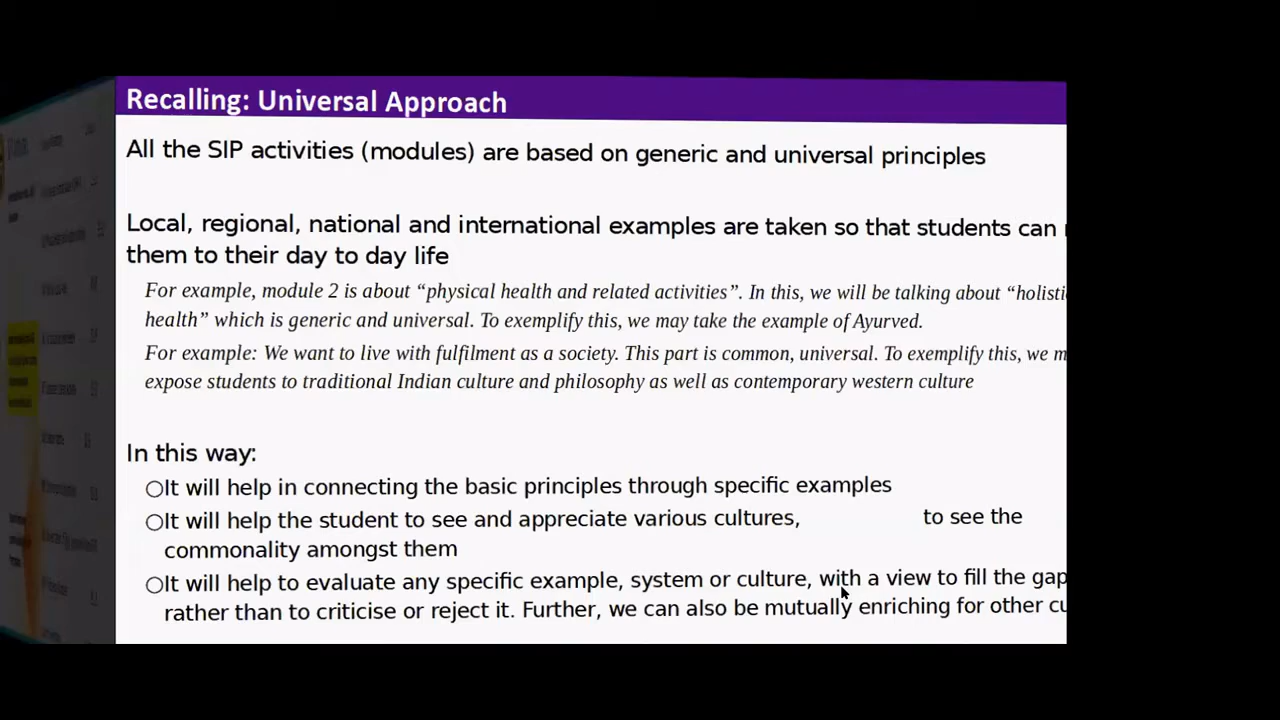 Recalling: Universal Approach
All the SIP activities (modules) are based on generic and universal principles
Local, regional, national and international examples are taken so that students can
them to their day to day life
For example, module 2 is about “physical health and related activities”. In this, we will be talking about
health” which is generic and universal. To exemplify this, we may take the example of Ayurved.
For example: We want to live with fulfilment as a society. This part is common, universal. To exemplify this, we
expose students to traditional Indian culture and philosophy as well as contemporary western culture
In this way:
○It will help in connecting the basic principles through specific examples
○It will help the student to see and appreciate various cultures, to see the
commonality amongst them
○It will help to evaluate any specific example, system or culture, with a view to fill the gap
rather than to criticise or reject it. Further, we can also be mutually enriching for other